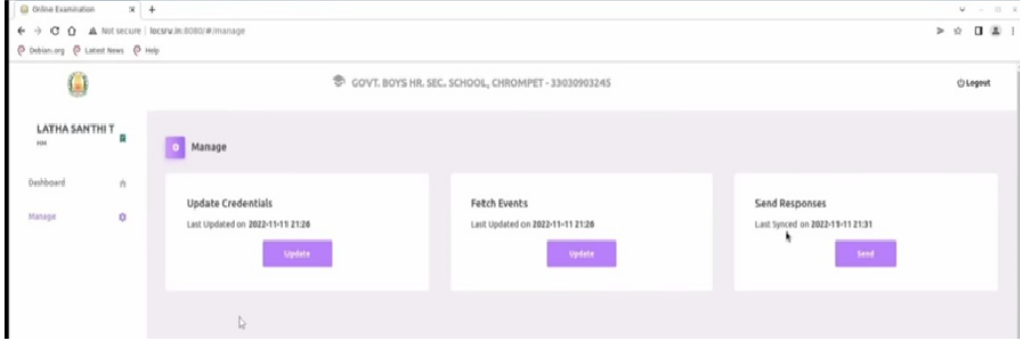 Online Examination
Not secure | locsrv.in:8080/#/manage
Debian.org Latest News Help
GOVT. BOYS HR. SEC. SCHOOL, CHROMPET - 33030903245
Logout
LATHA SANTHI T
HM
Manage
Dashboard
Manage
Update Credentials
Last Updated on 2022-11-11 21:26
Update
Fetch Events
Last Updated on 2022-11-11 21:26
Update
Send Responses
Last Synced on 2022-11-11 21:31
Send